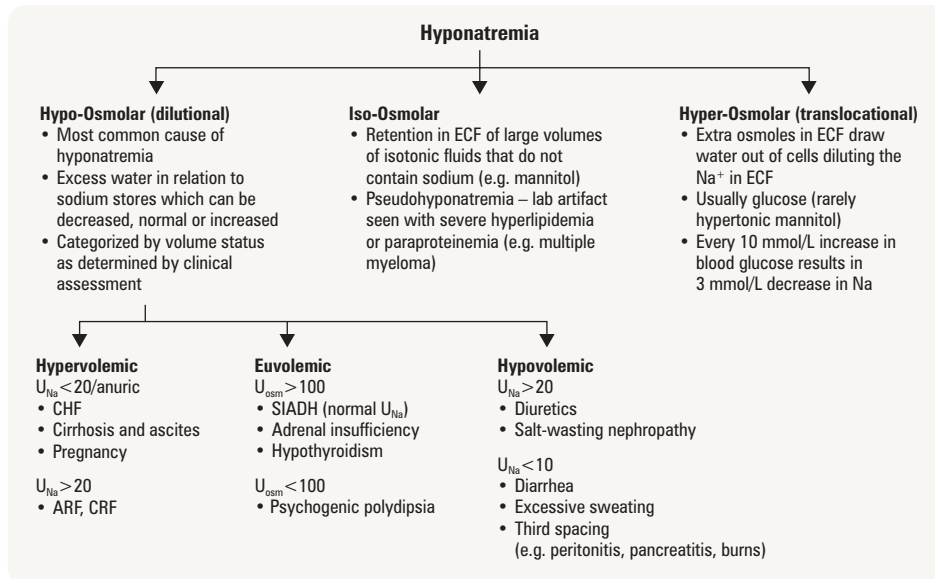 Hyponatremia
Hypo-Osmolar (dilutional)
• Most common cause of
hyponatremia
• Excess water in relation to
sodium stores which can be
decreased, normal or increased
• Categorized by volume status
as determined by clinical
assessment
Iso-Osmolar
• Retention in ECF of large volumes
of isotonic fluids that do not
contain sodium (e.g. mannitol)
• Pseudohyponatremia – lab artifact
seen with severe hyperlipidemia
or paraproteinemia (e.g. multiple
myeloma)
Hyper-Osmolar (translocational)
• Extra osmoles in ECF draw
water out of cells diluting the
Na⁺ in ECF
• Usually glucose (rarely
hypertonic mannitol)
• Every 10 mmol/L increase in
blood glucose results in
3 mmol/L decrease in Na
Hypervolemic
UNa<20/anuric
• CHF
• Cirrhosis and ascites
• Pregnancy
UNa>20
• ARF, CRF
Euvolemic
Uosm>100
• SIADH (normal UNa)
• Adrenal insufficiency
• Hypothyroidism
Uosm<100
• Psychogenic polydipsia
Hypovolemic
UNa>20
• Diuretics
• Salt-wasting nephropathy
UNa<10
• Diarrhea
• Excessive sweating
• Third spacing
(e.g. peritonitis, pancreatitis, burns)